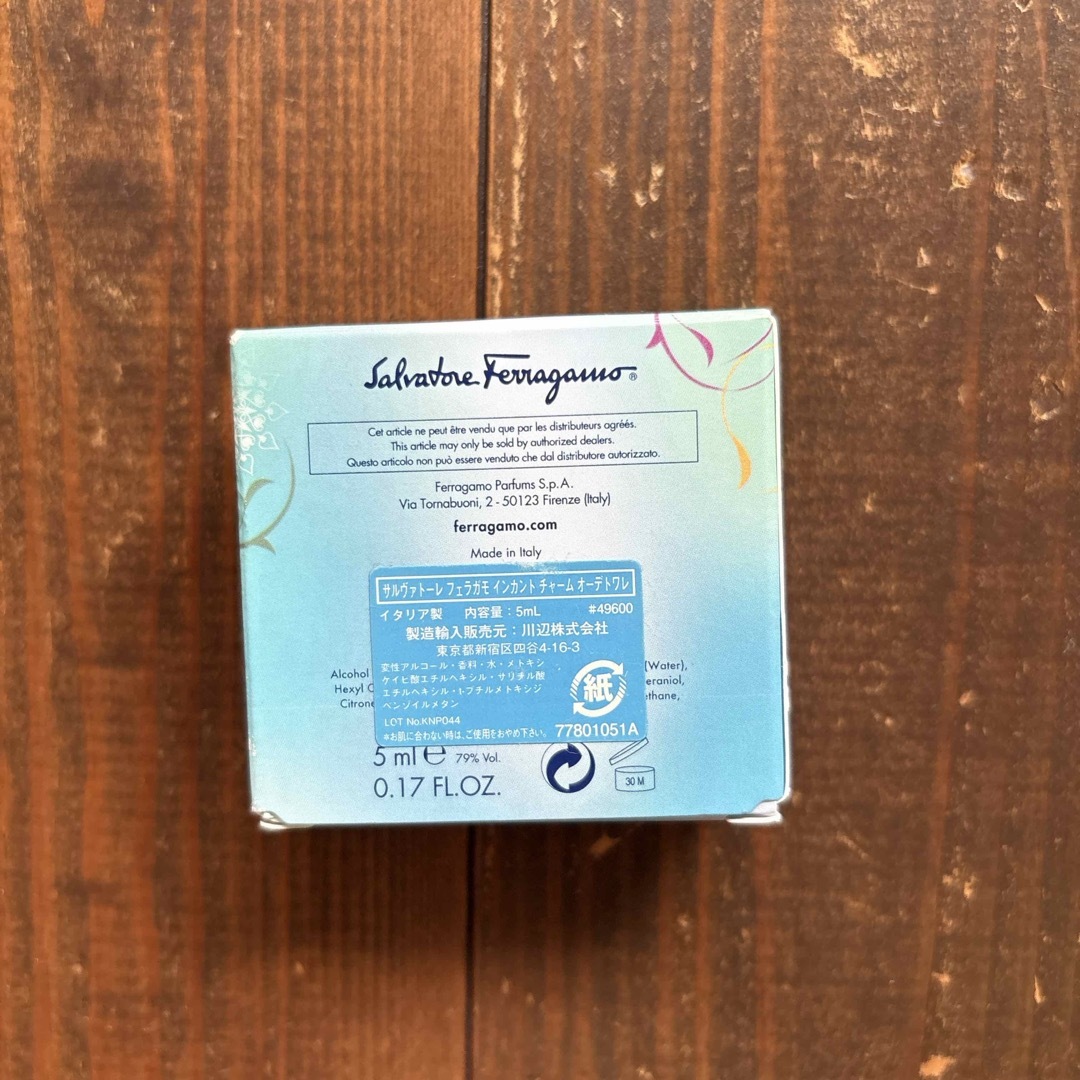 Salvatore Ferragamo®
Cet article ne peut être vendu que par les distributeurs agréés.
This article may only be sold by authorized dealers.
Questo articolo non può essere venduto che dal distributore autorizzato.
Ferragamo Parfums S.p.A.
Via Tornabuoni, 2 - 50123 Firenze (Italy)
ferragamo.com
Made in Italy
サルヴァトーレ フェラガモ インカント チャーム オーデトワレ
イタリア製 内容量：5mL #49600
製造輸入販売元：川辺株式会社
東京都新宿区四谷4-16-3
変性アルコール・香料・水・メトキシ
ケイヒ酸エチルヘキシル・サリチル酸
エチルヘキシル・t-ブチルメトキシジ
ベンゾイルメタン
紙
LOT No.KNP044
*お肌に合わない時は、ご使用をおやめ下さい。 77801051A
Alcohol (Water),
Hexyl
5 ml e 79% Vol.
0.17 FL.OZ.
30 M